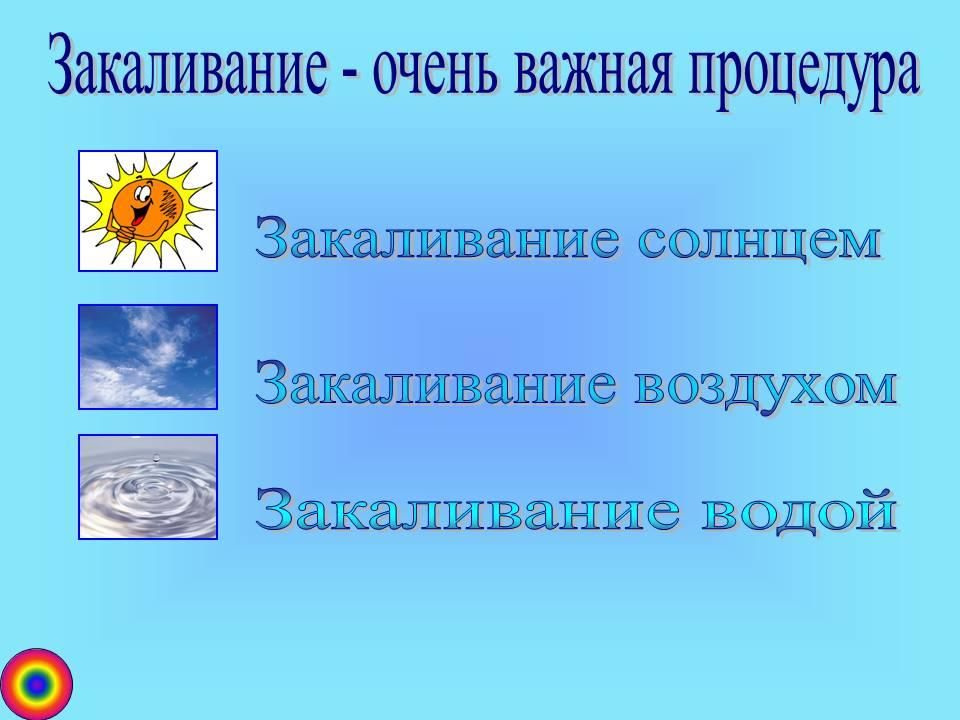 Закаливание - очень важная процедура
Закаливание солнцем
Закаливание воздухом
Закаливание водой